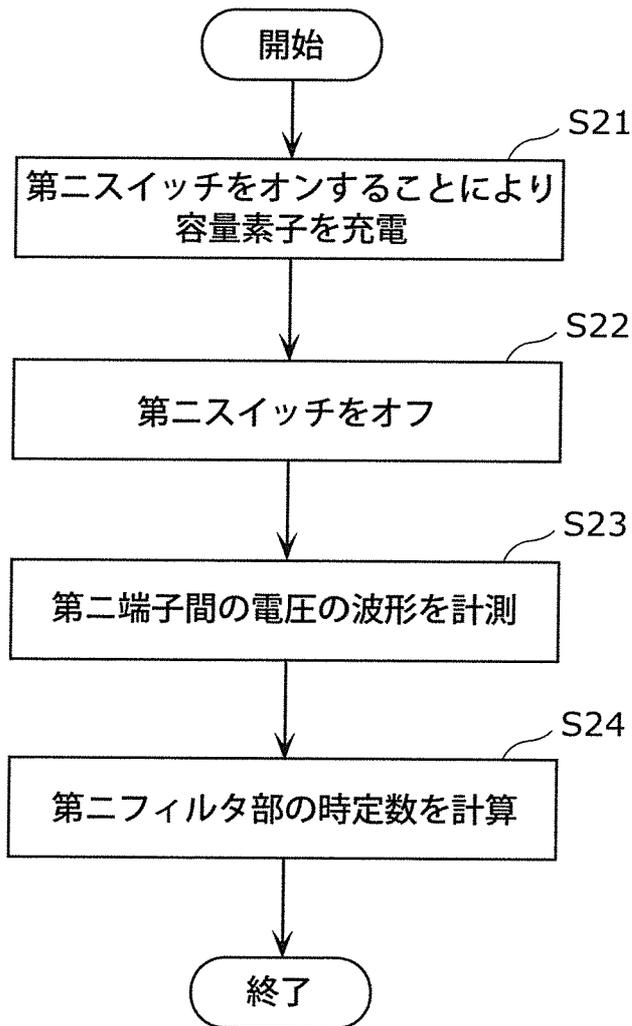 開始
S21
第二スイッチをオンすることにより
容量素子を充電
S22
第二スイッチをオフ
S23
第二端子間の電圧の波形を計測
S24
第二フィルタ部の時定数を計算
終了